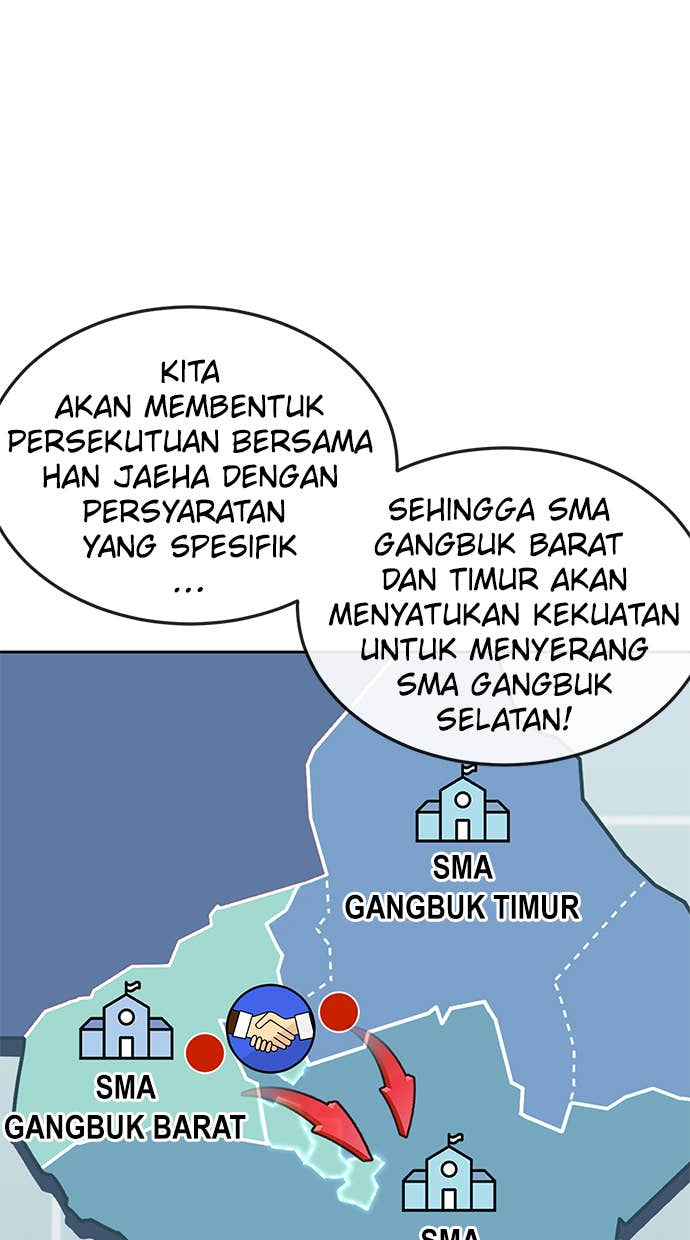 KITA
AKAN MEMBENTUK
PERSEKUTUAN BERSAMA
HAN JAEHA DENGAN
PERSYARATAN
YANG SPESIFIK
...
SEHINGGA SMA
GANGBUK BARAT
DAN TIMUR AKAN
MENYATUKAN KEKUATAN
UNTUK MENYERANG
SMA GANGBUK
SELATAN!
SMA
GANGBUK TIMUR
SMA
GANGBUK BARAT
SMA